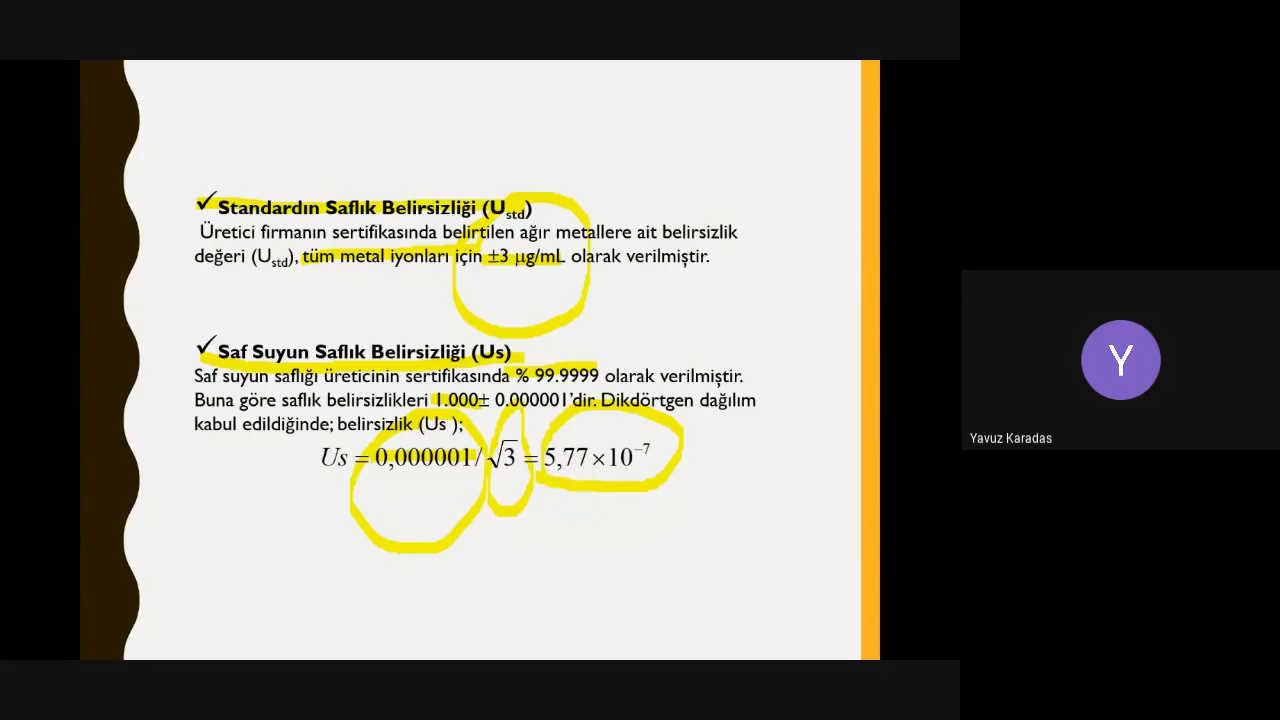 ✓Standardın Saflık Belirsizliği (Ustd)
Üretici firmanın sertifikasında belirtilen ağır metallere ait belirsizlik
değeri (Ustd), tüm metal iyonları için ±3 µg/mL olarak verilmiştir.
✓Saf Suyun Saflık Belirsizliği (Us)
Saf suyun saflığı üreticinin sertifikasında % 99.9999 olarak verilmiştir.
Buna göre saflık belirsizlikleri 1.000± 0.000001’dir. Dikdörtgen dağılım
kabul edildiğinde; belirsizlik (Us );
Us = 0,000001/√3 = 5,77×10⁻⁷
Y
Yavuz Karadas